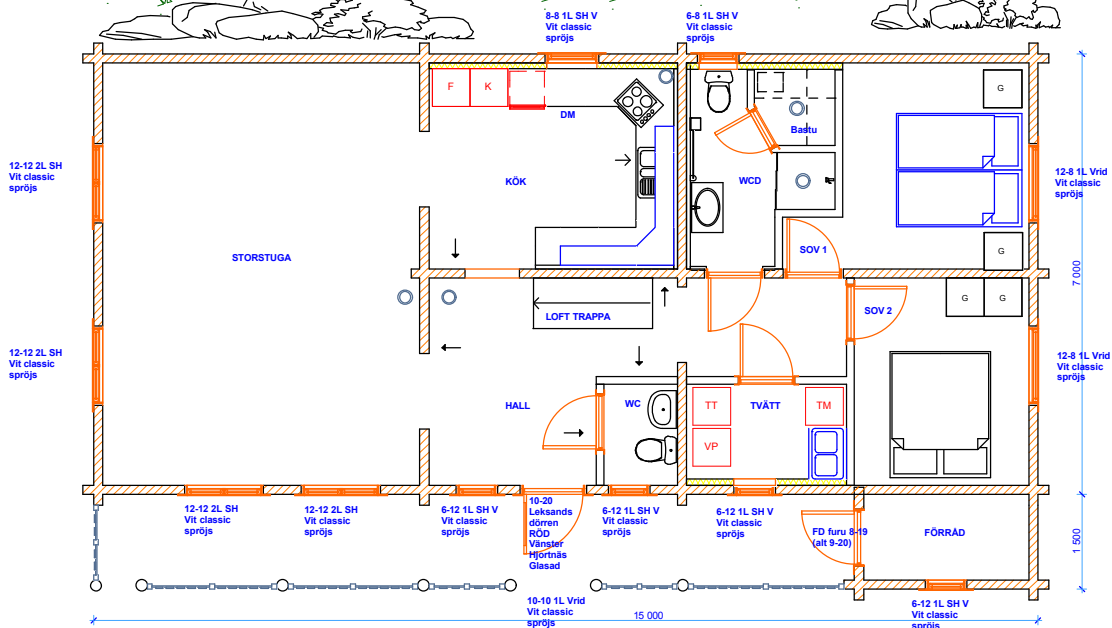 8-8 1L SH V
Vit classic
spröjs
6-8 1L SH V
Vit classic
spröjs
F
K
DM
G
Bastu
12-12 2L SH
Vit classic
spröjs
KÖK
WCD
12-8 1L Vrid
Vit classic
spröjs
STORSTUGA
SOV 1
G
7 000
LOFT TRAPPA
SOV 2
G
G
12-12 2L SH
Vit classic
spröjs
12-8 1L Vrid
Vit classic
spröjs
HALL
WC
TT
TVÄTT
TM
VP
12-12 2L SH
Vit classic
spröjs
12-12 2L SH
Vit classic
spröjs
6-12 1L SH V
Vit classic
spröjs
10-20
Leksands
dörren
RÖD
Vänster
Hjortnäs
Glasad
6-12 1L SH V
Vit classic
spröjs
6-12 1L SH V
Vit classic
spröjs
FD furu 8-19
(alt 9-20)
FÖRRÅD
1 500
10-10 1L Vrid
Vit classic
spröjs
15 000
6-12 1L SH V
Vit classic
spröjs